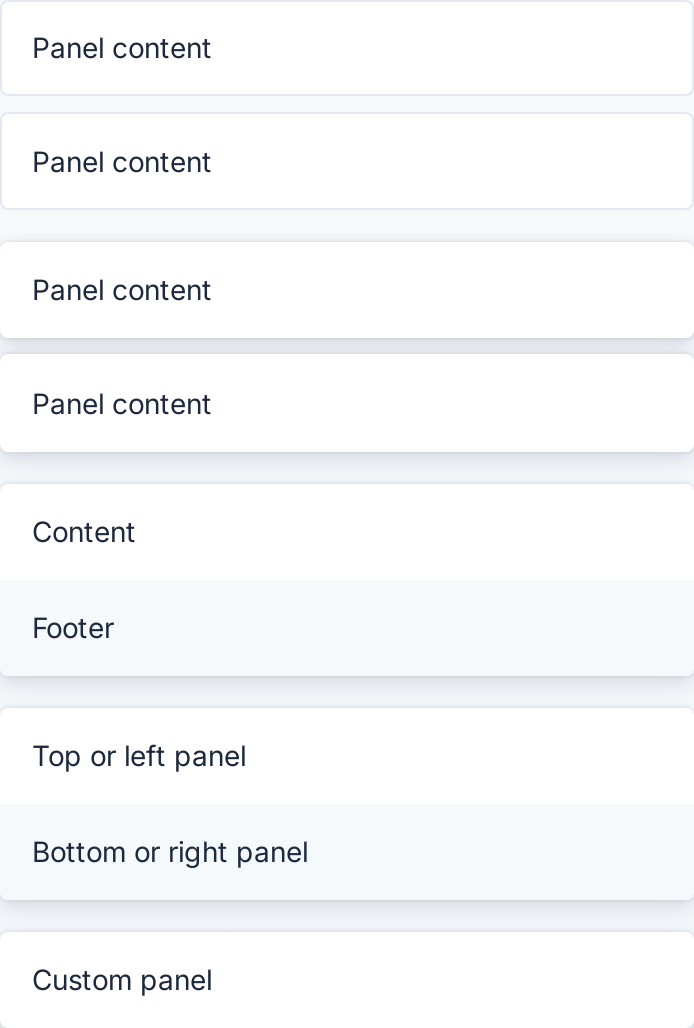 Panel content
Panel content
Panel content
Panel content
Content
Footer
Top or left panel
Bottom or right panel
Custom panel